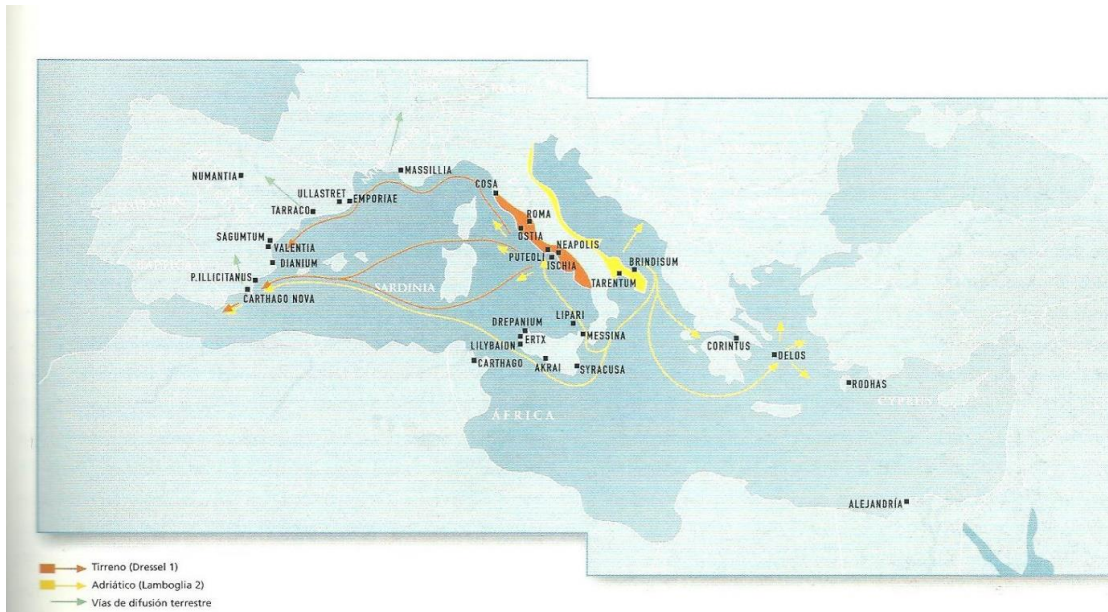 NUMANTIA
MASSILLIA
ULLASTRET
EMPORIAE
TARRACO
COSA
ROMA
OSTIA
SAGUMTUM
VALENTIA
DIANIUM
NEAPOLIS
PUTEOLI
ISCHIA
BRINDISUM
TARENTUM
P.ILLICITANUS
CARTHAGO NOVA
SARDINIA
LIPARI
DREPANIUM
ERTX
MESSINA
LILYBAION
CARTHAGO
AKRAI
SYRACUSA
CORINTUS
DELOS
RODHAS
CYPRUS
ÁFRICA
ALEJANDRÍA
Tirreno (Dressel 1)
Adriático (Lamboglia 2)
Vías de difusión terrestre